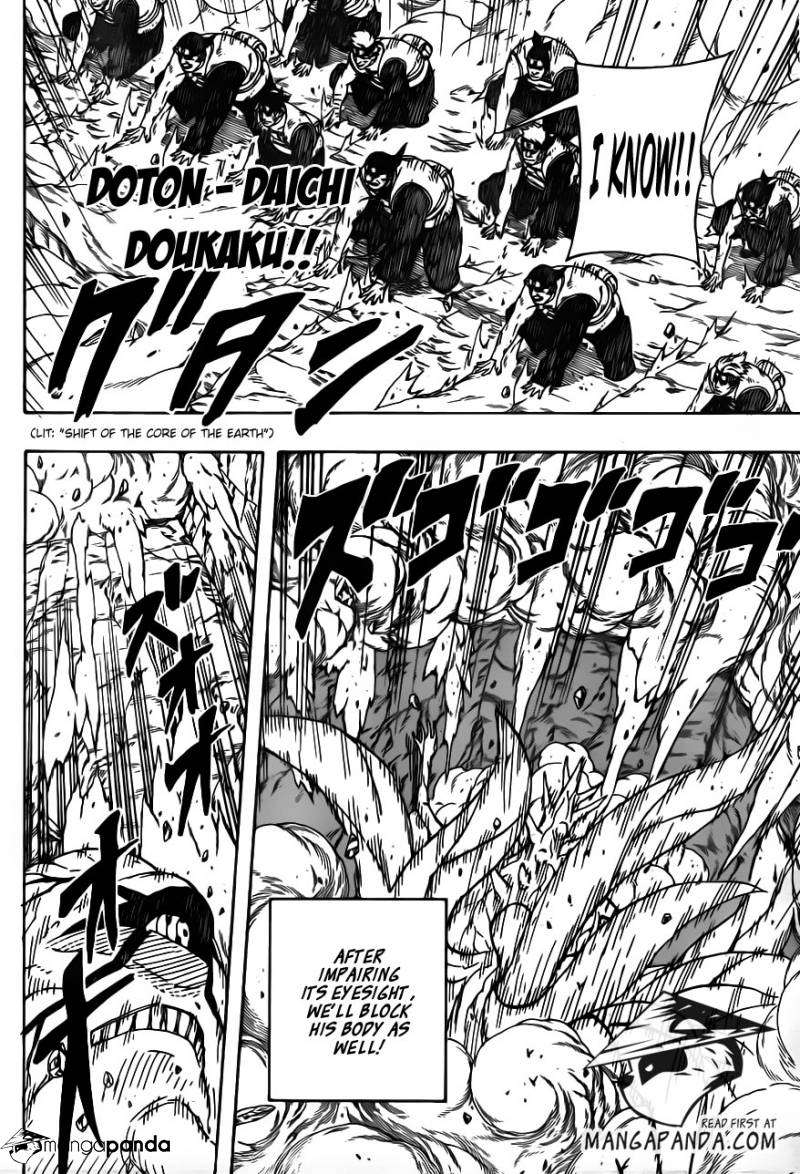 I KNOW!!
DOTON - DAICHI
DOUKAKU!!
グダン
(LIT: "SHIFT OF THE CORE OF THE EARTH")
ズゴゴゴゴ
ズオオオオ
AFTER
IMPAIRING
ITS EYESIGHT,
WE'LL BLOCK
HIS BODY AS
WELL!
READ FIRST AT
MANGAPANDA.COM
mangapanda